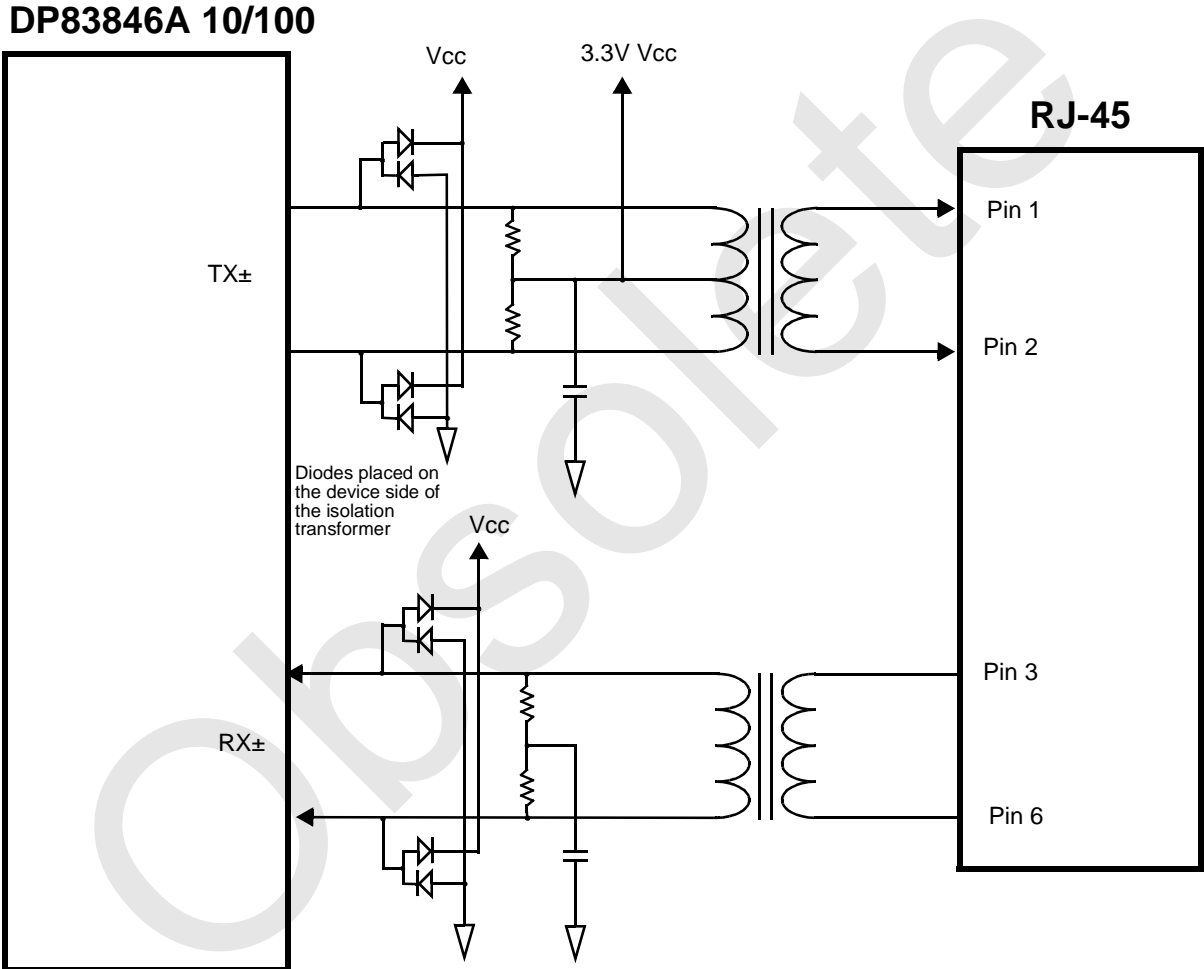 DP83846A 10/100
Vcc
3.3V Vcc
RJ-45
Pin 1
TX±
Pin 2
Diodes placed on
the device side of
the isolation
transformer
Vcc
Pin 3
RX±
Pin 6
Obsolete